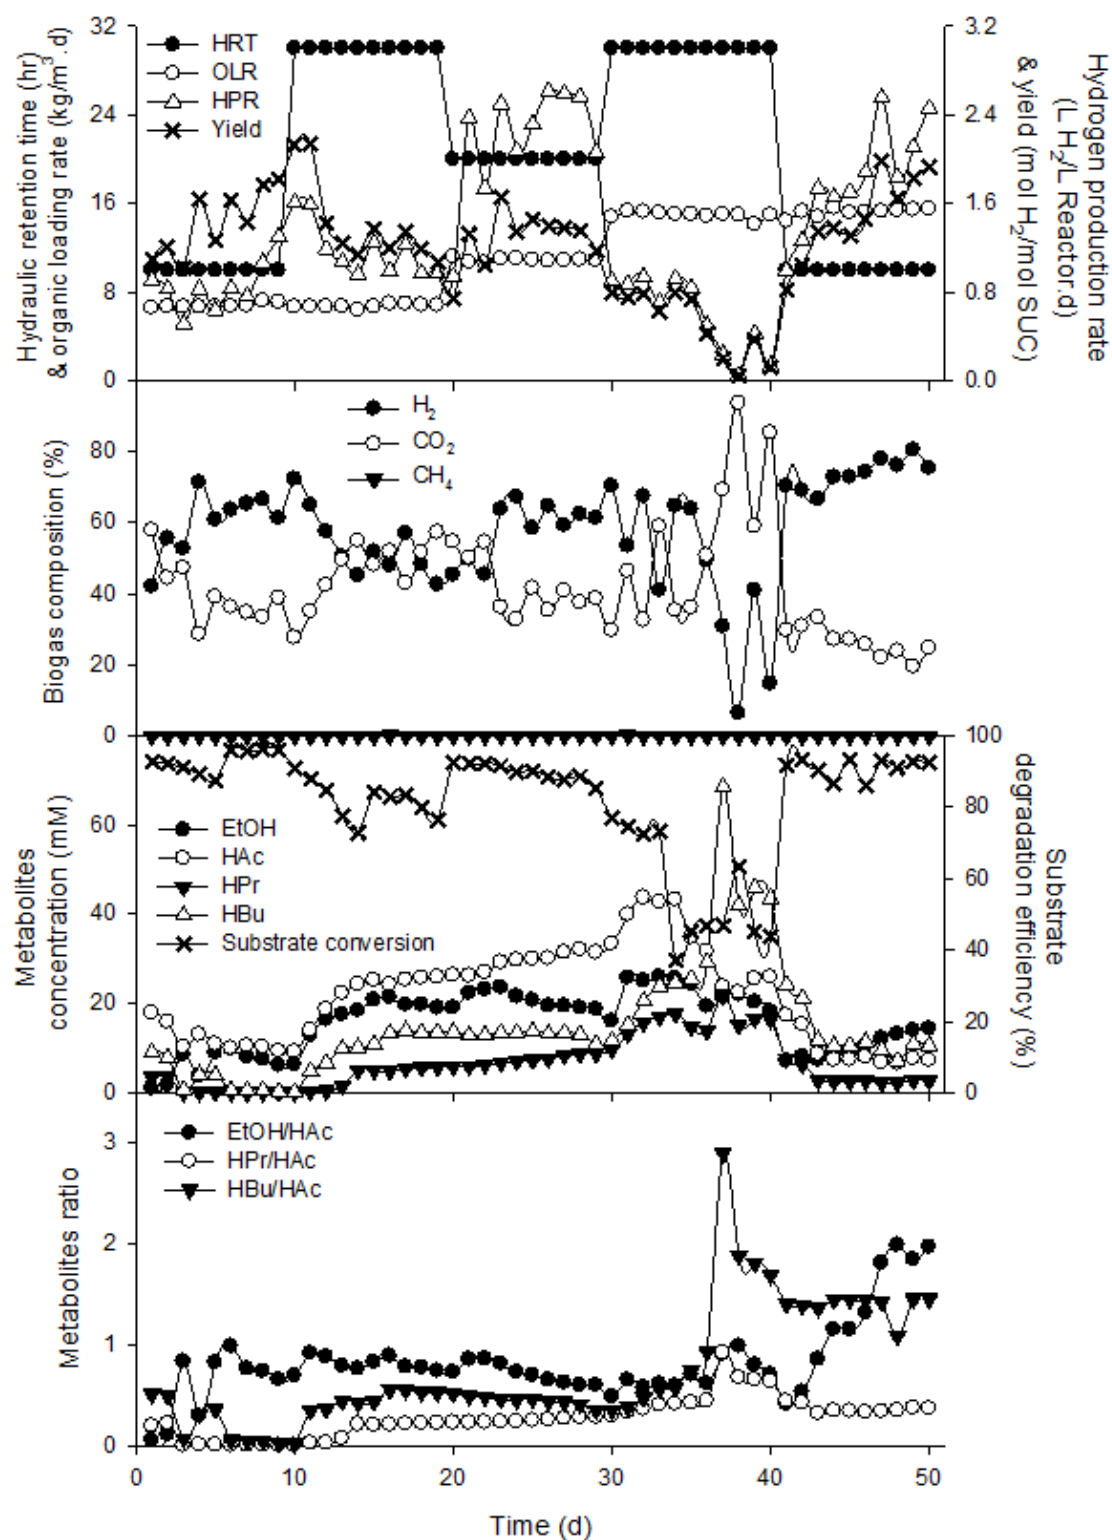 Hydraulic retention time (hr)
& organic loading rate (kg/m³.d)
32
24
16
8
0
HRT
OLR
HPR
Yield
3.2
2.4
1.6
0.8
0.0
Hydrogen production rate
(L H₂/L Reactor.d)
& yield (mol H₂/mol SUC)
Biogas composition (%)
80
60
40
20
0
H₂
CO₂
CH₄
Metabolites
concentration (mM)
60
40
20
0
EtOH
HAc
HPr
HBu
Substrate conversion
100
80
60
40
20
0
Substrate
degradation efficiency (%)
Metabolites ratio
3
2
1
0
EtOH/HAc
HPr/HAc
HBu/HAc
0
10
20
30
40
50
Time (d)